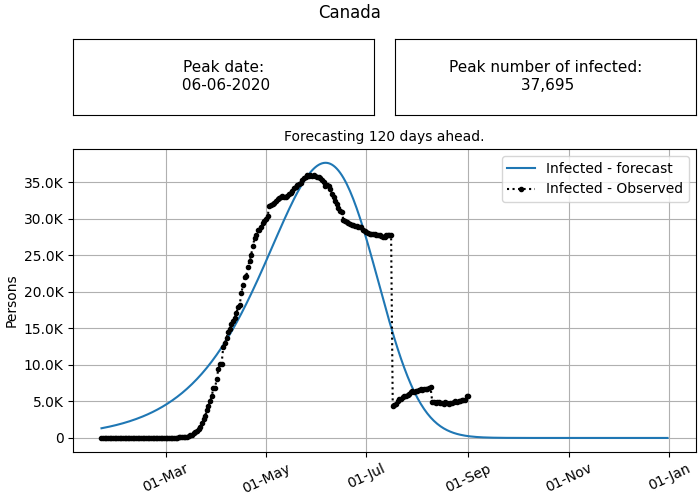 Canada
Peak date:
06-06-2020
Peak number of infected:
37,695
Forecasting 120 days ahead.
Infected - forecast
Infected - Observed
Persons
35.0K
30.0K
25.0K
20.0K
15.0K
10.0K
5.0K
0
01-Mar
01-May
01-Jul
01-Sep
01-Nov
01-Jan